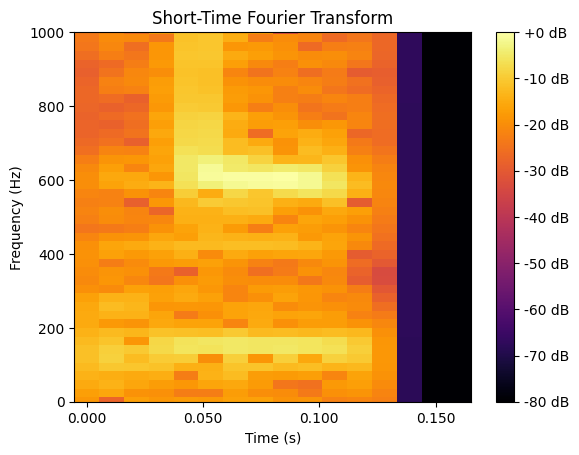 Short-Time Fourier Transform
1000
800
600
400
200
0
Frequency (Hz)
0.000
0.050
0.100
0.150
Time (s)
+0 dB
-10 dB
-20 dB
-30 dB
-40 dB
-50 dB
-60 dB
-70 dB
-80 dB